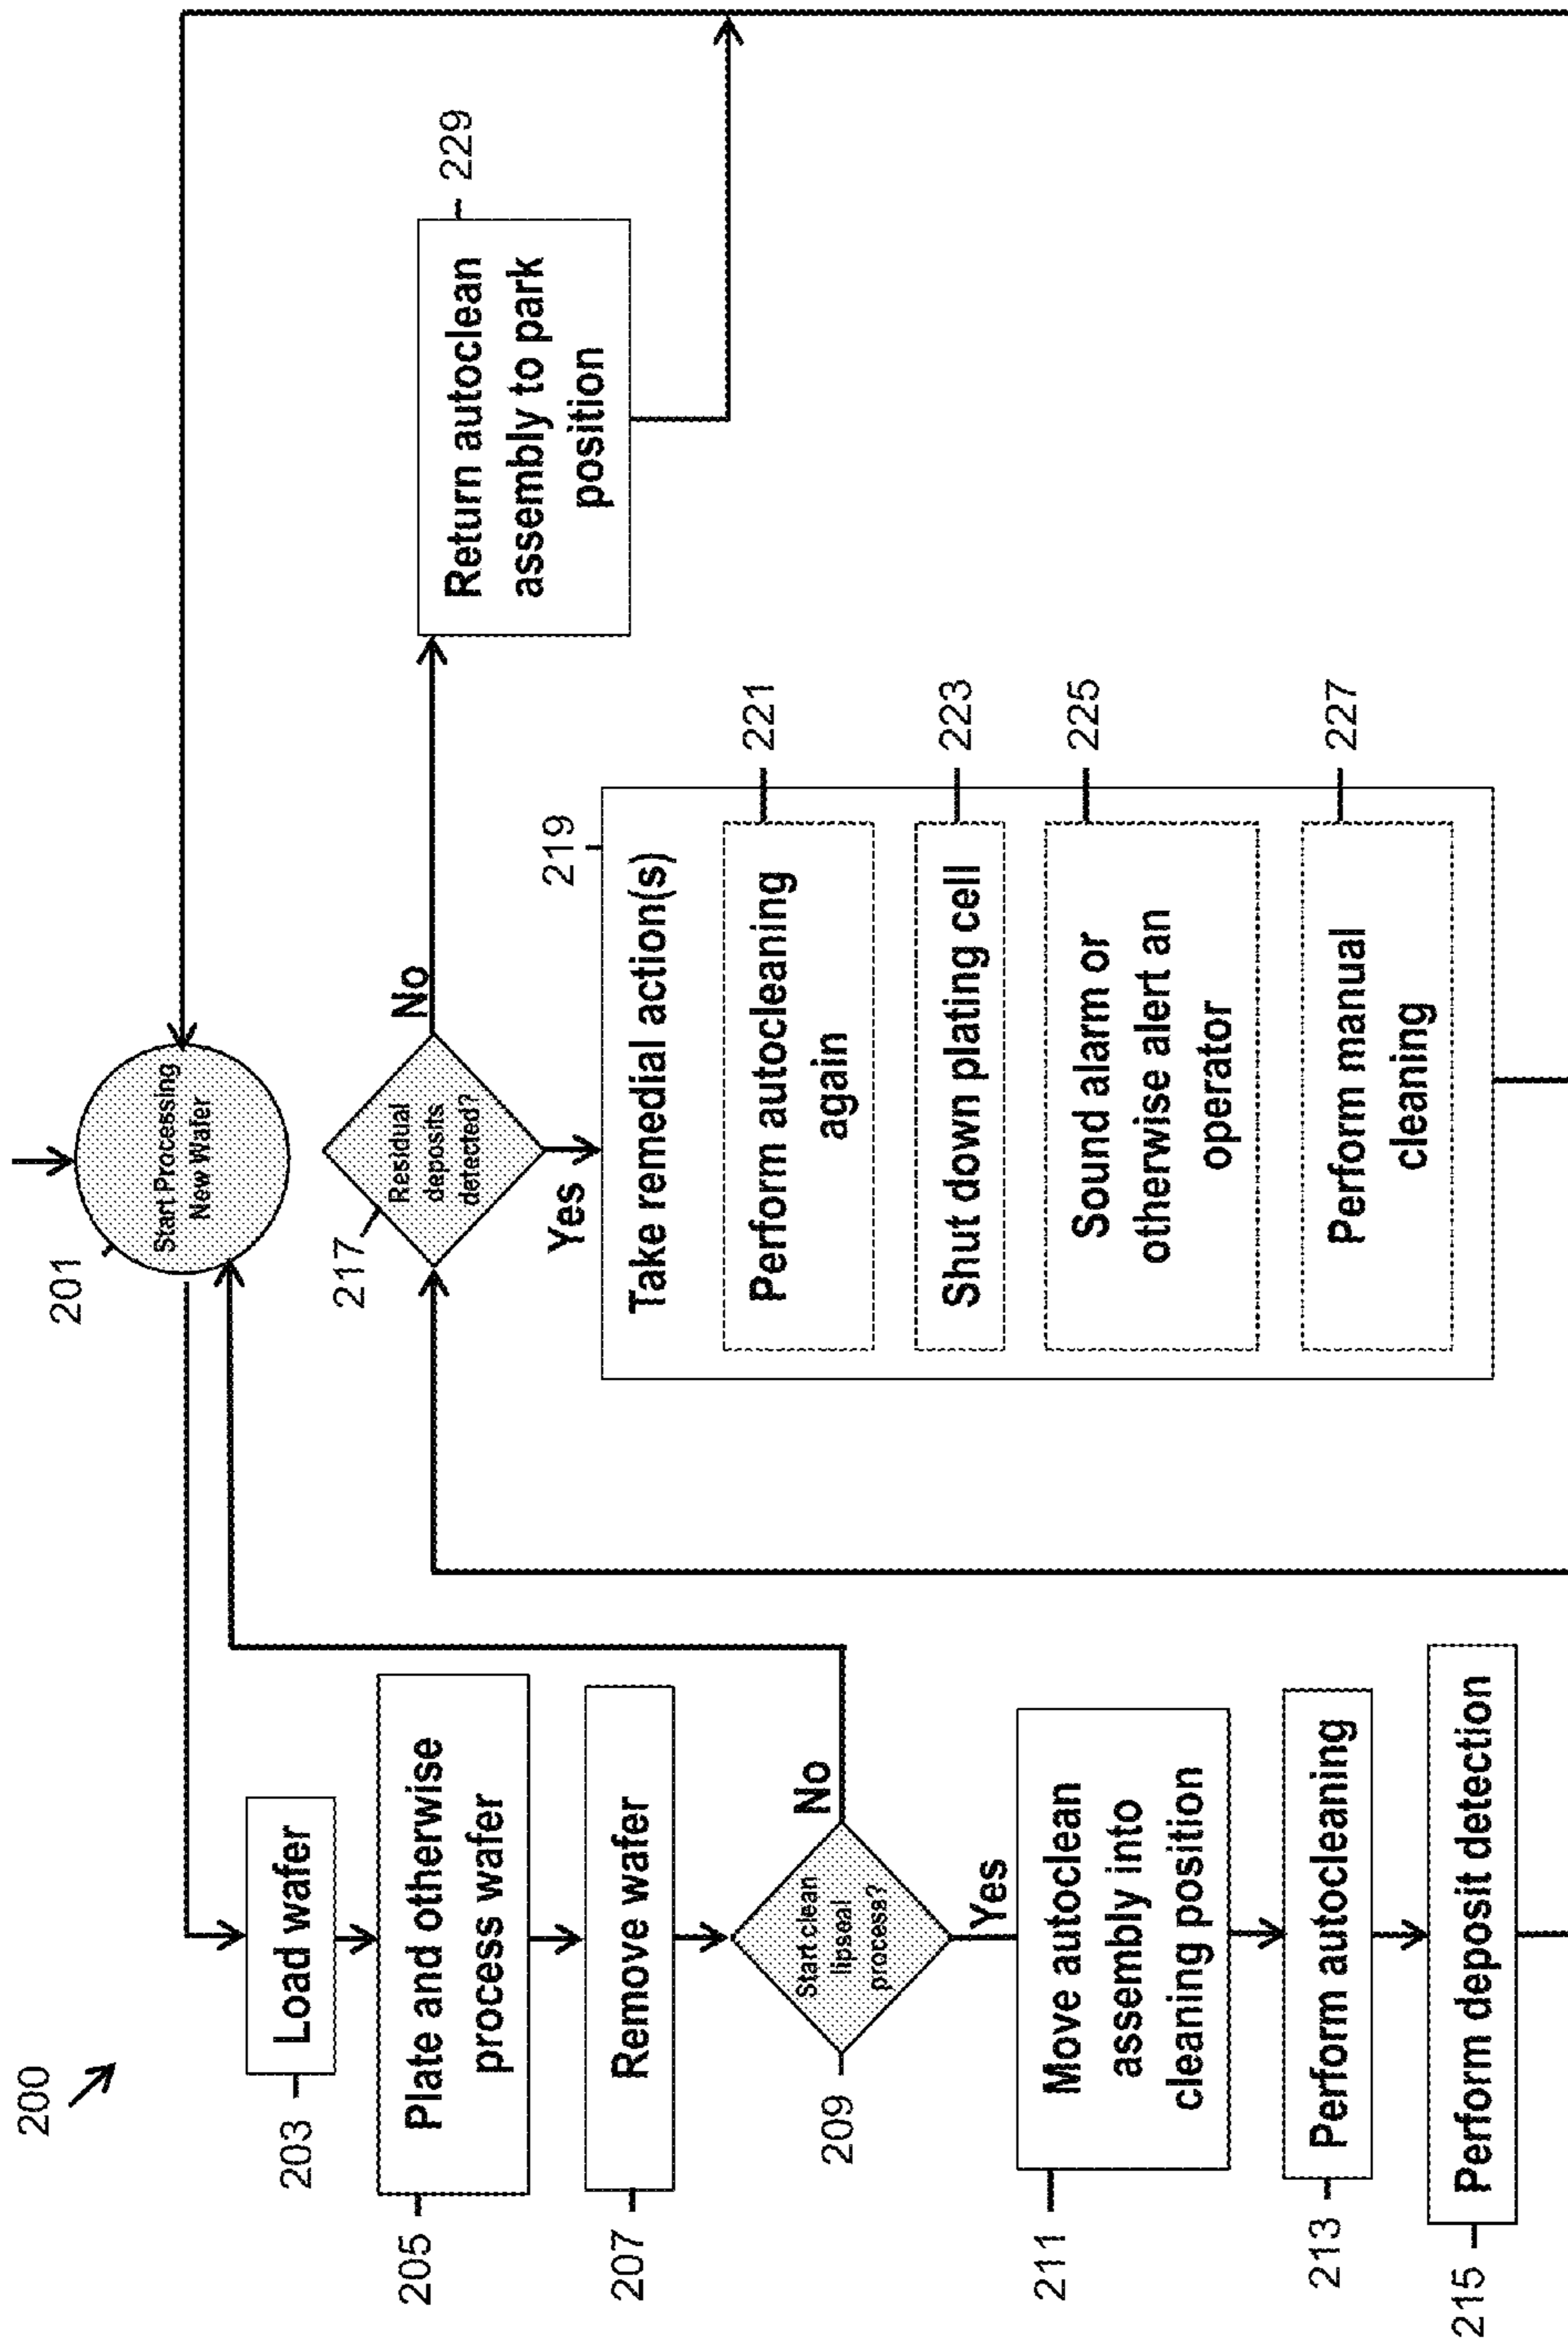 200
201
Start Processing
New Wafer
203
Load wafer
205
Plate and otherwise
process wafer
207
Remove wafer
209
Start clean
lipseal
process?
No
Yes
211
Move autoclean
assembly into
cleaning position
213
Perform autocleaning
215
Perform deposit detection
217
Residual
deposits
detected?
No
Yes
219
Take remedial action(s)
Perform autocleaning
again
221
Shut down plating cell
223
Sound alarm or
otherwise alert an
operator
225
Perform manual
cleaning
227
Return autoclean
assembly to park
position
229